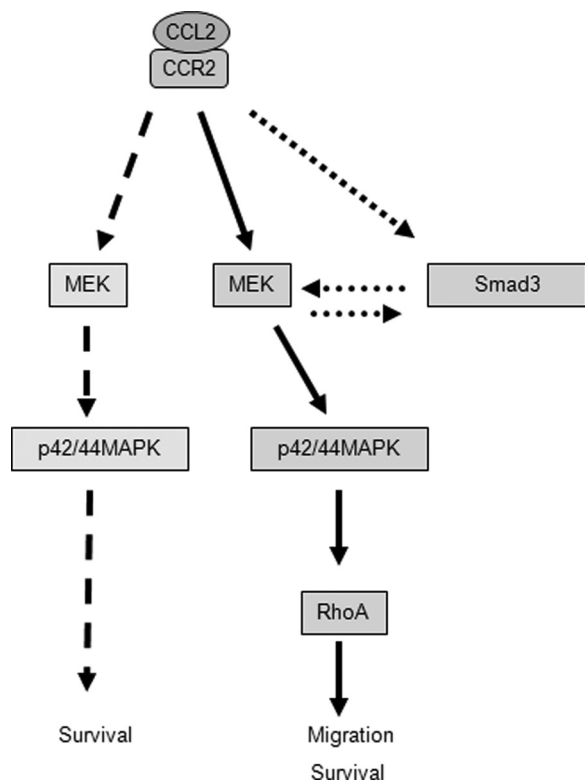 CCL2
CCR2
MEK
MEK
Smad3
p42/44MAPK
p42/44MAPK
RhoA
Survival
Migration
Survival